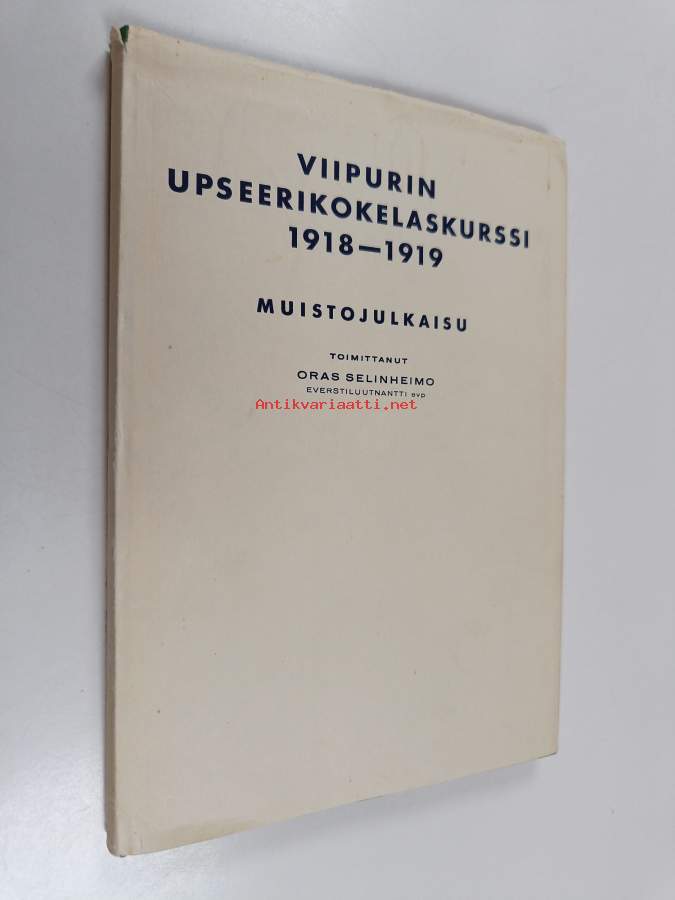 VIIPURIN
UPSEERIKOKELASKURSSI
1918—1919
MUISTOJULKAISU
TOIMITTANUT
ORAS SELINHEIMO
EVERSTILUUTNANTTI evp
Antikvariaatti.net